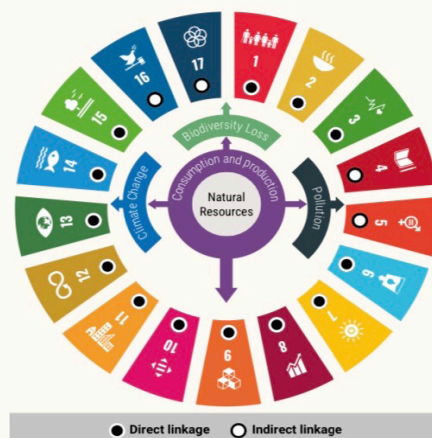 17
1
2
3
4
5
6
7
8
9
10
11
12
13
14
15
16
Biodiversity Loss
Consumption and production
Climate Change
Natural
Resources
Pollution
Direct linkage
Indirect linkage